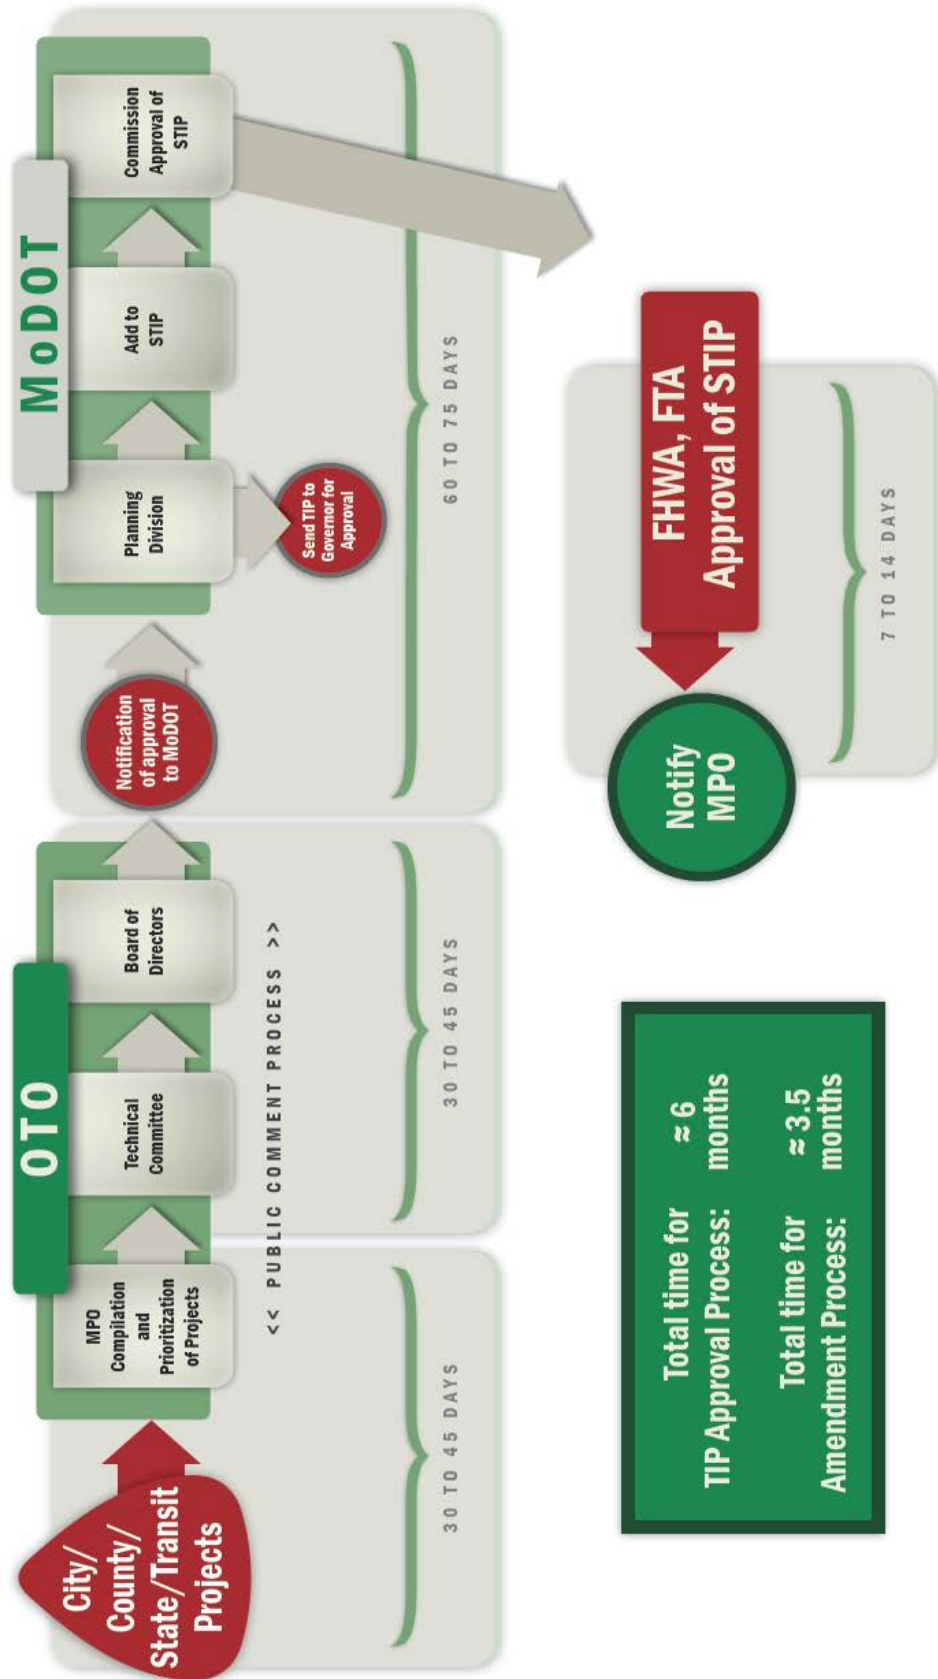 OTO
MoDOT
City/
County/
State/Transit
Projects
MPO
Compilation
and
Prioritization
of Projects
Technical
Committee
Board of
Directors
Notification
of approval
to MoDOT
Planning
Division
Add to
STIP
Commission
Approval of
STIP
Send TIP to
Governor for
Approval
<< PUBLIC COMMENT PROCESS >>
30 TO 45 DAYS
30 TO 45 DAYS
60 TO 75 DAYS
Total time for
TIP Approval Process:
≈ 6
months
Total time for
Amendment Process:
≈ 3.5
months
Notify
MPO
FHWA, FTA
Approval of STIP
7 TO 14 DAYS